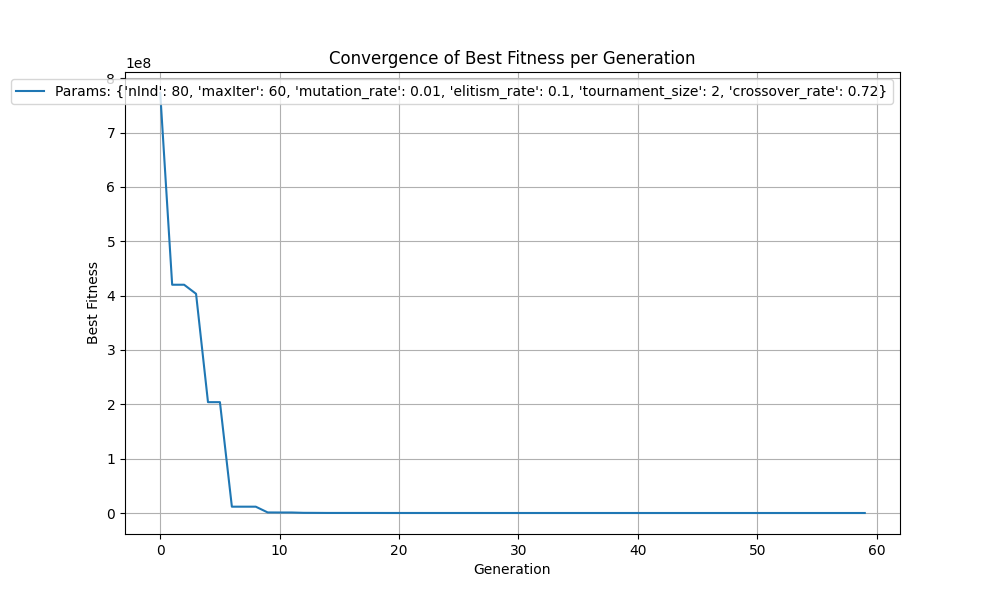 Convergence of Best Fitness per Generation
1e8
8
Params: {'nInd': 80, 'maxIter': 60, 'mutation_rate': 0.01, 'elitism_rate': 0.1, 'tournament_size': 2, 'crossover_rate': 0.72}
7
6
5
4
3
2
1
0
Best Fitness
0 10 20 30 40 50 60
Generation